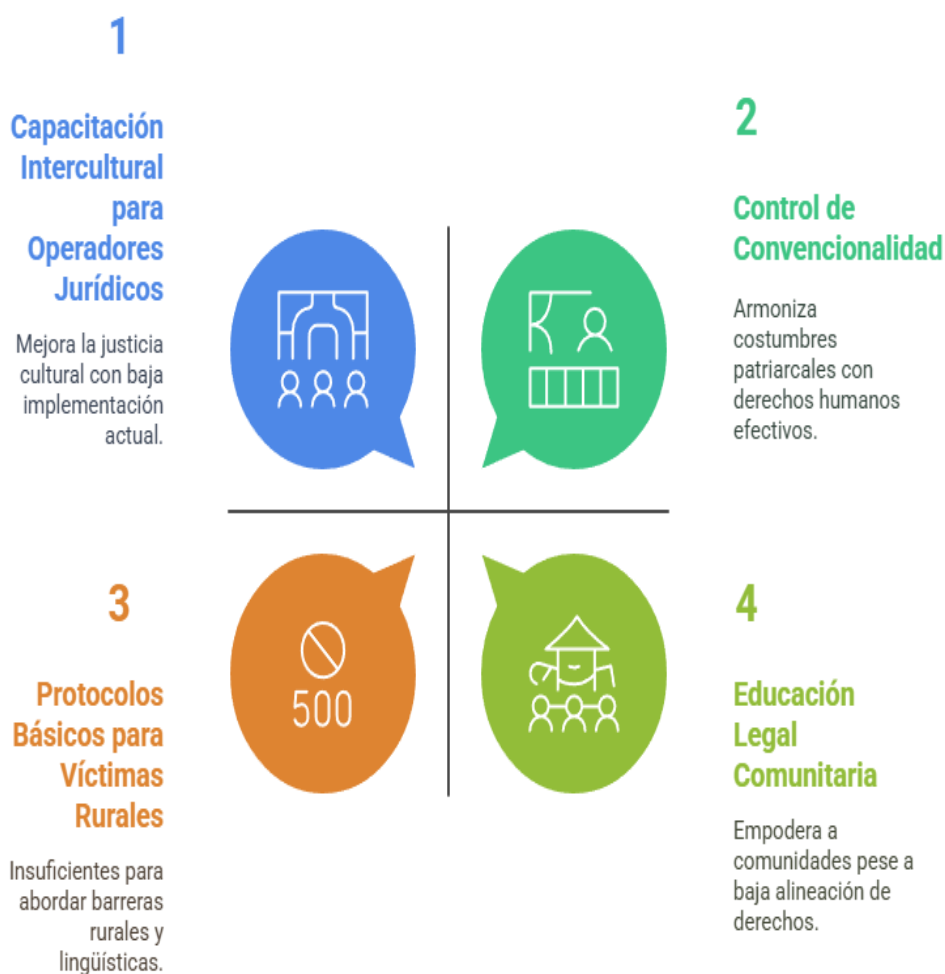 1
Capacitación
Intercultural
para
Operadores
Jurídicos
Mejora la justicia
cultural con baja
implementación
actual.
2
Control de
Convencionalidad
Armoniza
costumbres
patriarcales con
derechos humanos
efectivos.
3
Protocolos
Básicos para
Víctimas
Rurales
Insuficientes para
abordar barreras
rurales y
lingüísticas.
500
4
Educación
Legal
Comunitaria
Empodera a
comunidades pese a
baja alineación de
derechos.